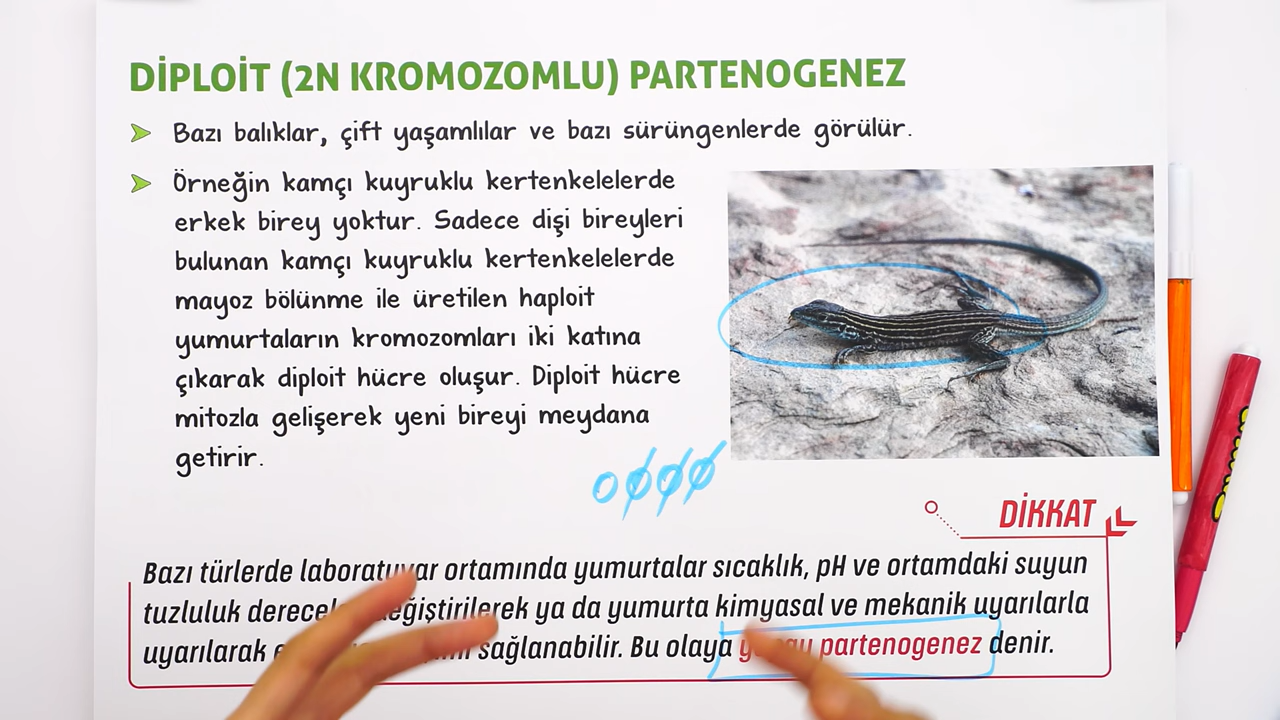 DİPLOİT (2N KROMOZOMLU) PARTENOGENEZ
Bazı balıklar, çift yaşamlılar ve bazı sürüngenlerde görülür.
Örneğin kamçı kuyruklu kertenkelelerde
erkek birey yoktur. Sadece dişi bireyleri
bulunan kamçı kuyruklu kertenkelelerde
mayoz bölünme ile üretilen haploit
yumurtaların kromozomları iki katına
çıkarak diploit hücre oluşur. Diploit hücre
mitozla gelişerek yeni bireyi meydana
getirir.
DİKKAT
Bazı türlerde laboratuvar ortamında yumurtalar sıcaklık, pH ve ortamdaki suyun
tuzluluk değiştirilerek ya da yumurta kimyasal ve mekanik uyarılarla
uyarılarak sağlanabilir. Bu olaya partenogenez denir.